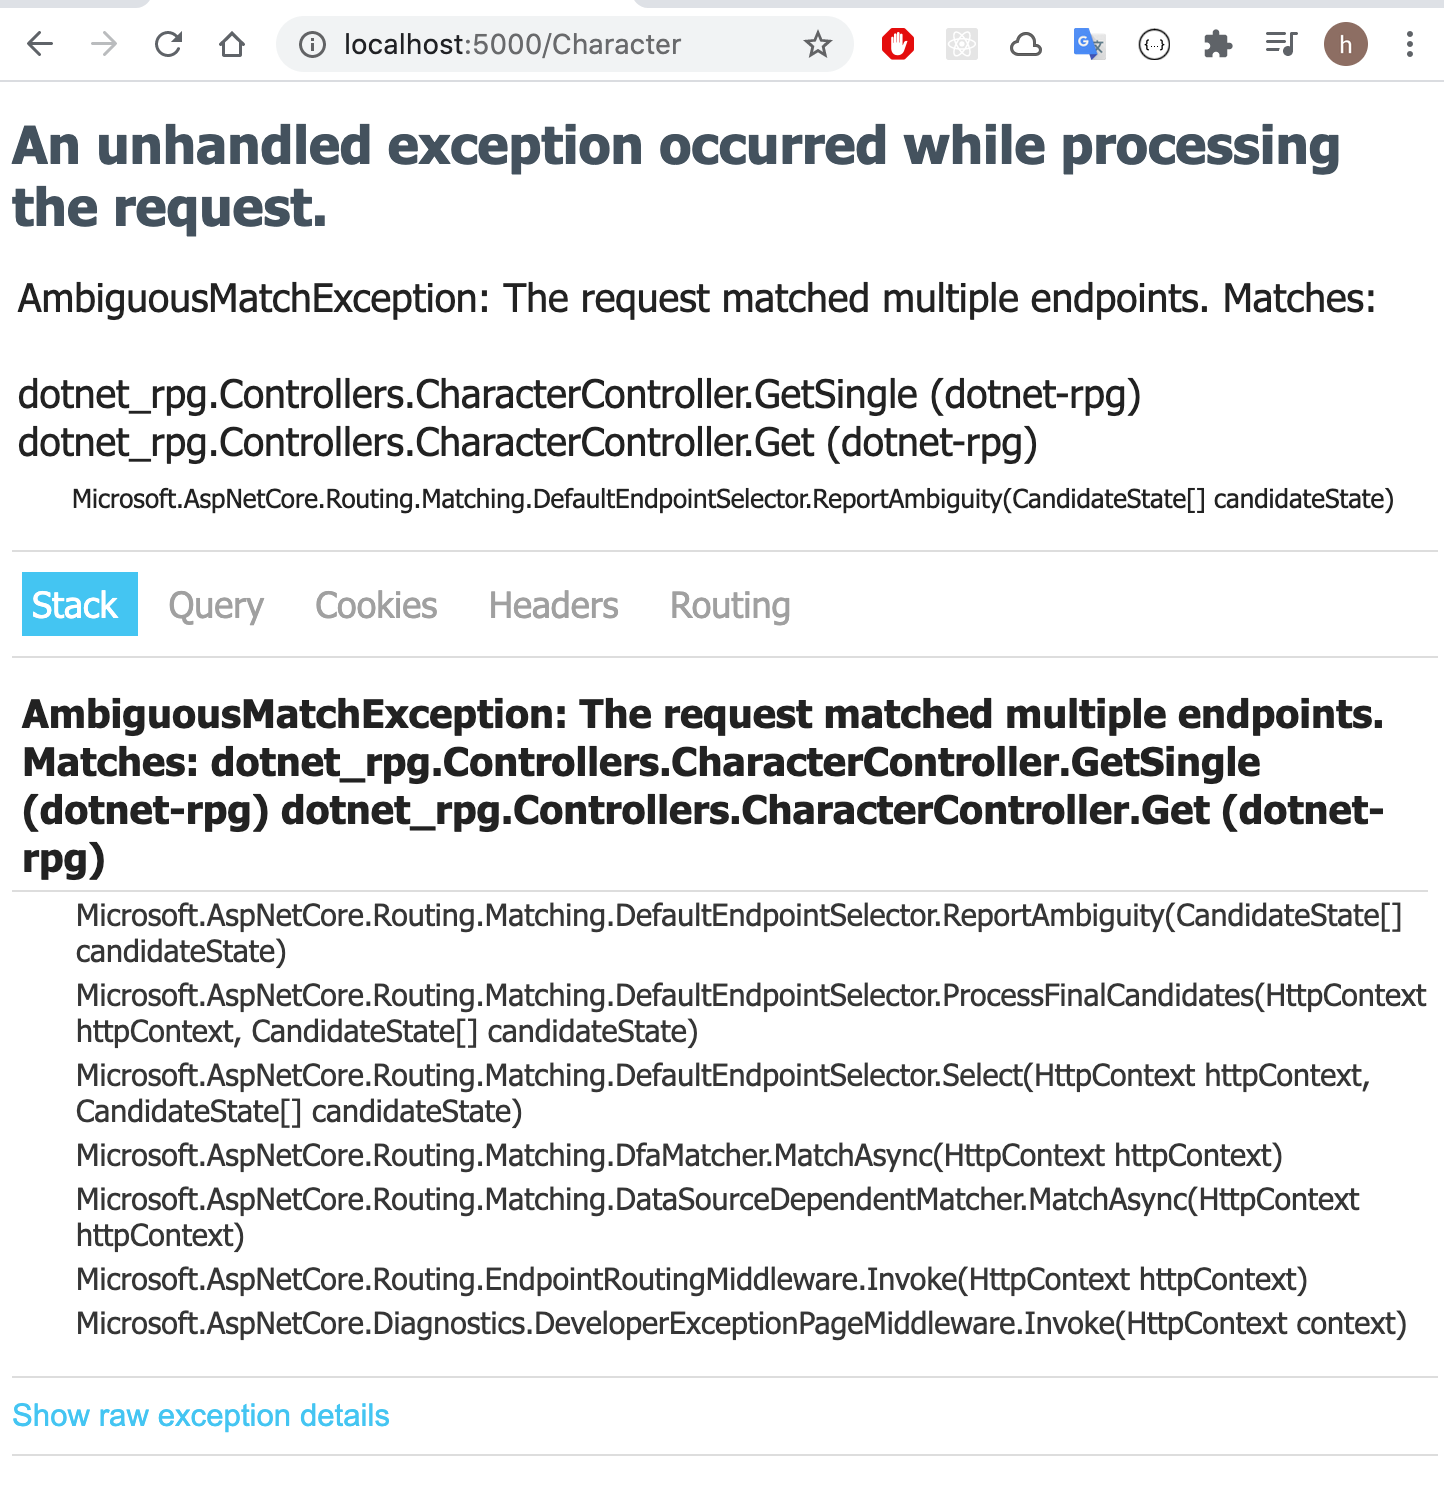 localhost:5000/Character
h
An unhandled exception occurred while processing
the request.
AmbiguousMatchException: The request matched multiple endpoints. Matches:
dotnet_rpg.Controllers.CharacterController.GetSingle (dotnet-rpg)
dotnet_rpg.Controllers.CharacterController.Get (dotnet-rpg)
Microsoft.AspNetCore.Routing.Matching.DefaultEndpointSelector.ReportAmbiguity(CandidateState[] candidateState)
Stack Query Cookies Headers Routing
AmbiguousMatchException: The request matched multiple endpoints.
Matches: dotnet_rpg.Controllers.CharacterController.GetSingle
(dotnet-rpg) dotnet_rpg.Controllers.CharacterController.Get (dotnet-
rpg)
Microsoft.AspNetCore.Routing.Matching.DefaultEndpointSelector.ReportAmbiguity(CandidateState[]
candidateState)
Microsoft.AspNetCore.Routing.Matching.DefaultEndpointSelector.ProcessFinalCandidates(HttpContext
httpContext, CandidateState[] candidateState)
Microsoft.AspNetCore.Routing.Matching.DefaultEndpointSelector.Select(HttpContext httpContext,
CandidateState[] candidateState)
Microsoft.AspNetCore.Routing.Matching.DfaMatcher.MatchAsync(HttpContext httpContext)
Microsoft.AspNetCore.Routing.Matching.DataSourceDependentMatcher.MatchAsync(HttpContext
httpContext)
Microsoft.AspNetCore.Routing.EndpointRoutingMiddleware.Invoke(HttpContext httpContext)
Microsoft.AspNetCore.Diagnostics.DeveloperExceptionPageMiddleware.Invoke(HttpContext context)
Show raw exception details